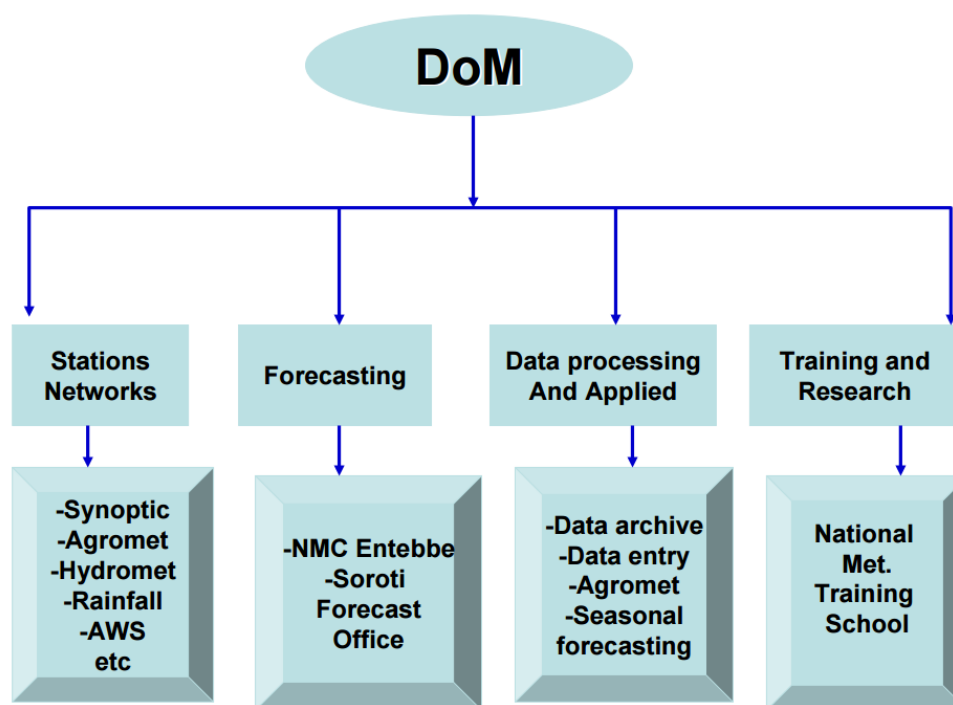 DoM
Stations
Networks
Forecasting
Data processing
And Applied
Training and
Research
-Synoptic
-Agromet
-Hydromet
-Rainfall
-AWS
etc
-NMC Entebbe
-Soroti
Forecast
Office
-Data archive
-Data entry
-Agromet
-Seasonal
forecasting
National
Met.
Training
School